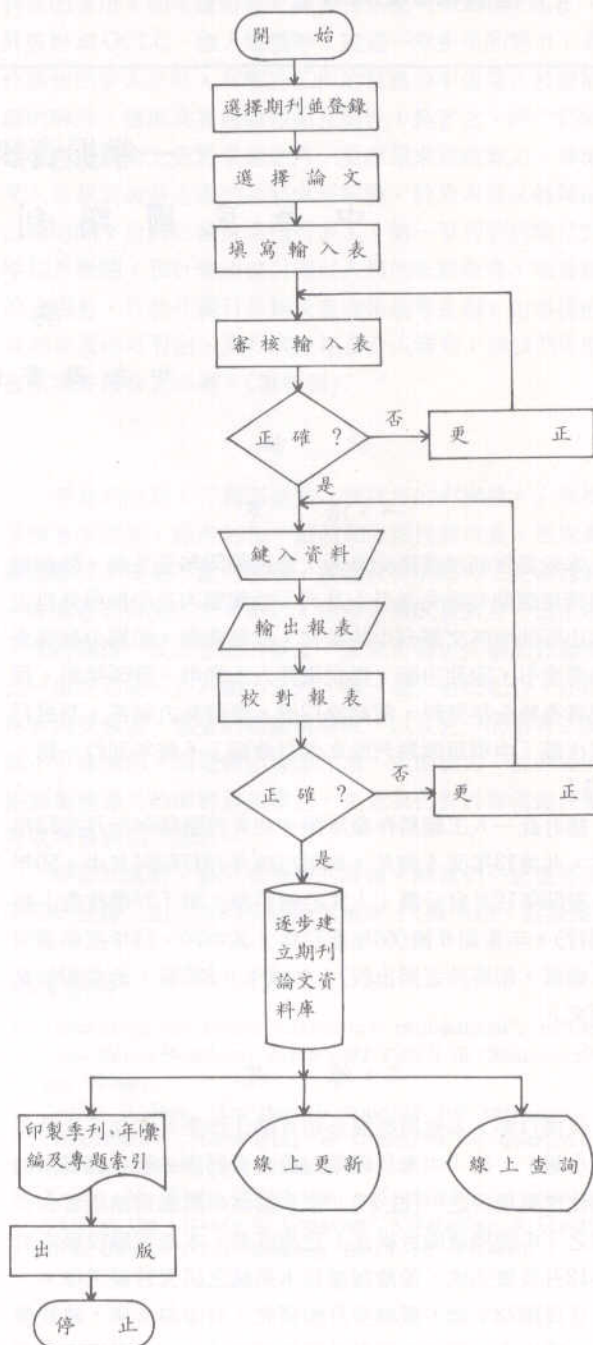 開始
選擇期刊並登錄
選擇論文
填寫輸入表
審核輸入表
正確？
否
更正
是
鍵入資料
輸出報表
校對報表
正確？
否
更正
是
逐步建
立期刊
論文資
料庫
印製季刊、年彙
編及專題索引
線上更新
線上查詢
出版
停止